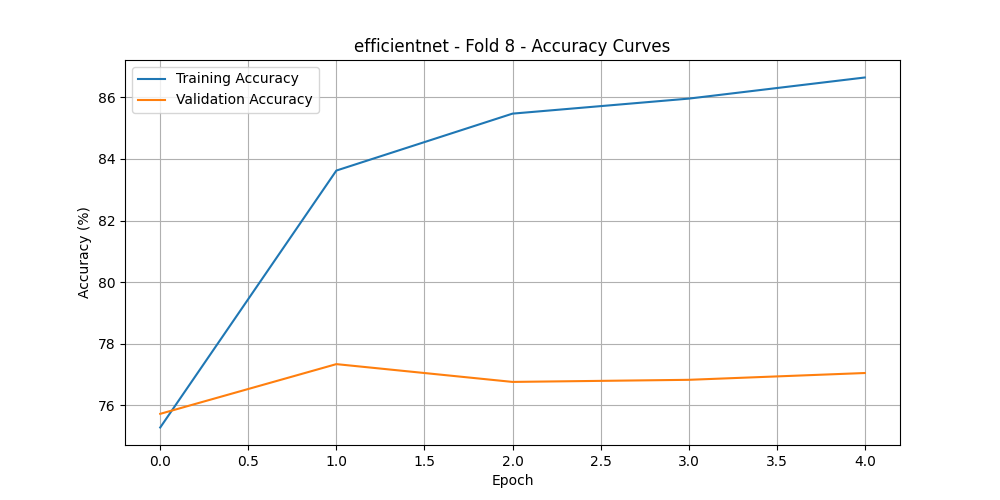 efficientnet - Fold 8 - Accuracy Curves
Training Accuracy
Validation Accuracy
Accuracy (%)
86
84
82
80
78
76
0.0 0.5 1.0 1.5 2.0 2.5 3.0 3.5 4.0
Epoch